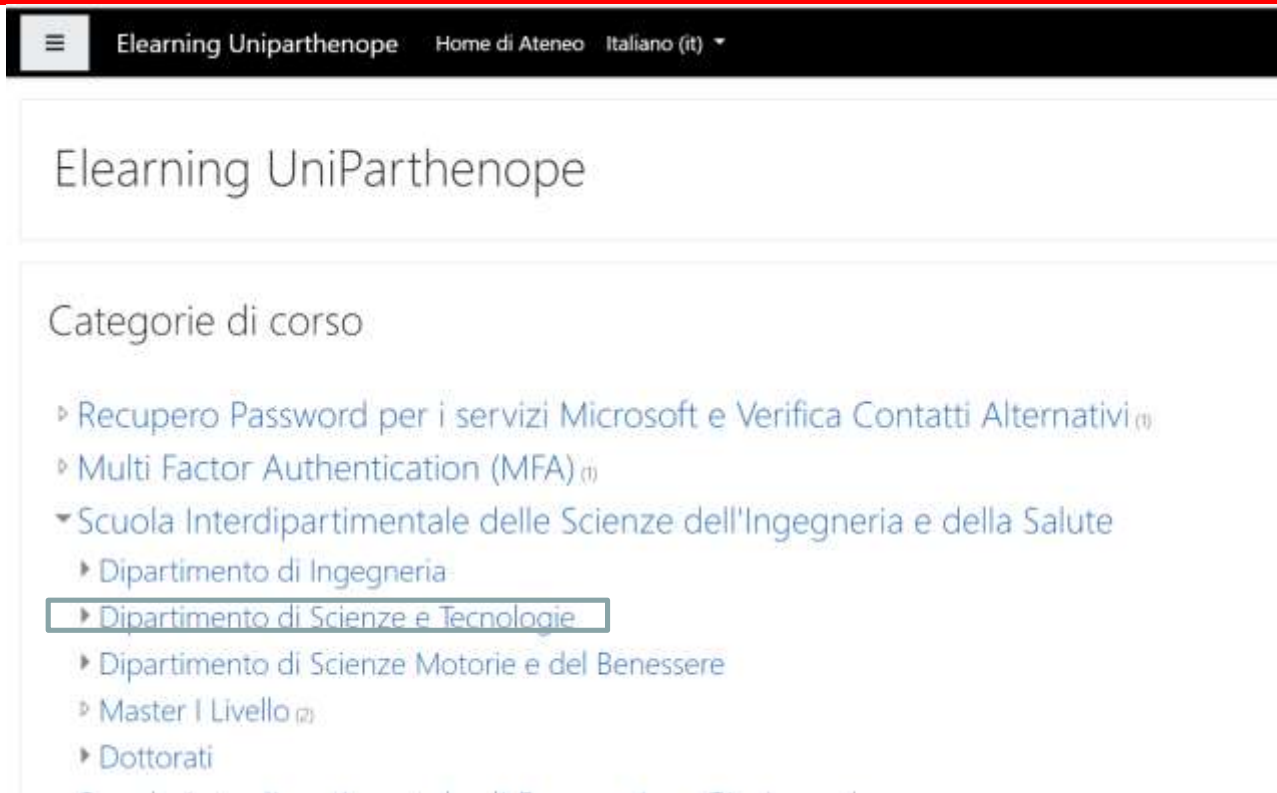 Elearning Uniparthenope Home di Ateneo Italiano (it)
Elearning UniParthenope
Categorie di corso
Recupero Password per i servizi Microsoft e Verifica Contatti Alternativi (1)
Multi Factor Authentication (MFA) (1)
Scuola Interdipartimentale delle Scienze dell'Ingegneria e della Salute
Dipartimento di Ingegneria
Dipartimento di Scienze e Tecnologie
Dipartimento di Scienze Motorie e del Benessere
Master I Livello (2)
Dottorati